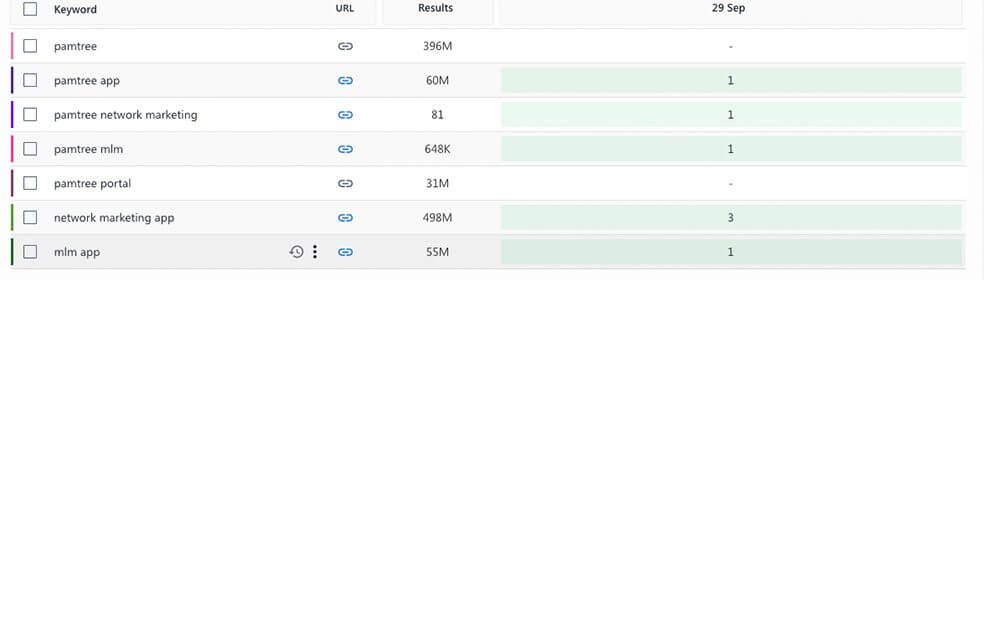 Keyword URL Results 29 Sep
pamtree 396M -
pamtree app 60M 1
pamtree network marketing 81 1
pamtree mlm 648K 1
pamtree portal 31M -
network marketing app 498M 3
mlm app 55M 1